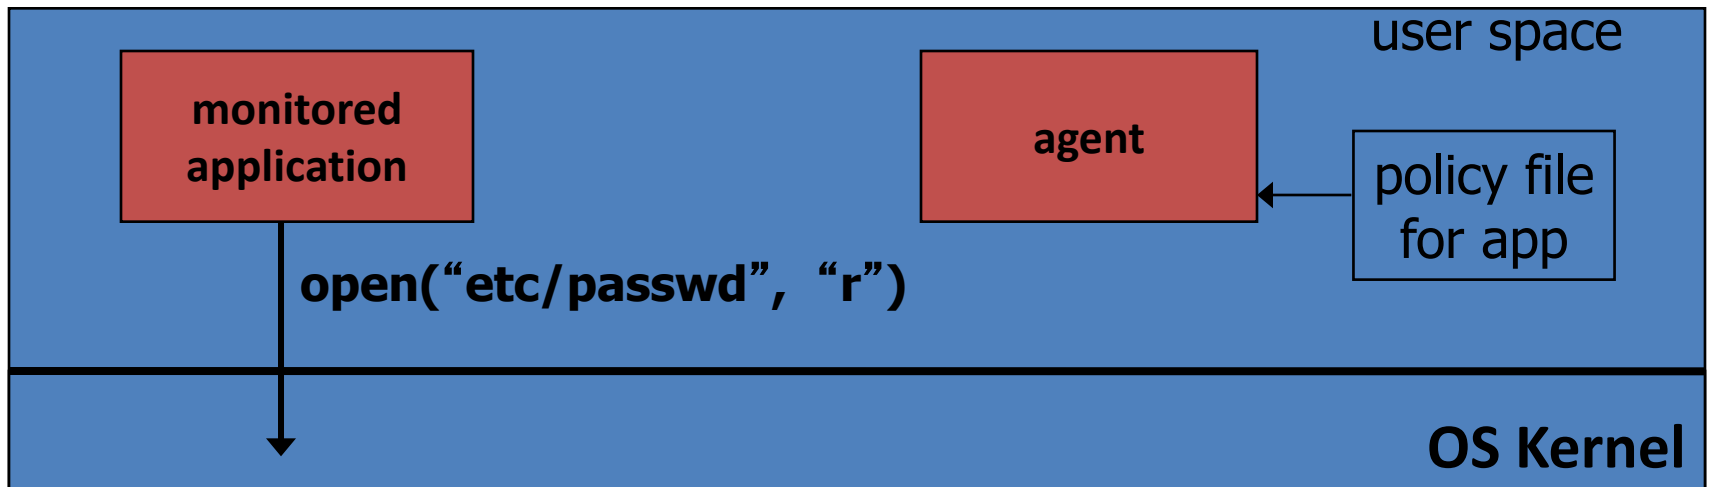 user space
monitored
application
agent
policy file
for app
open(“etc/passwd”, “r”)
OS Kernel